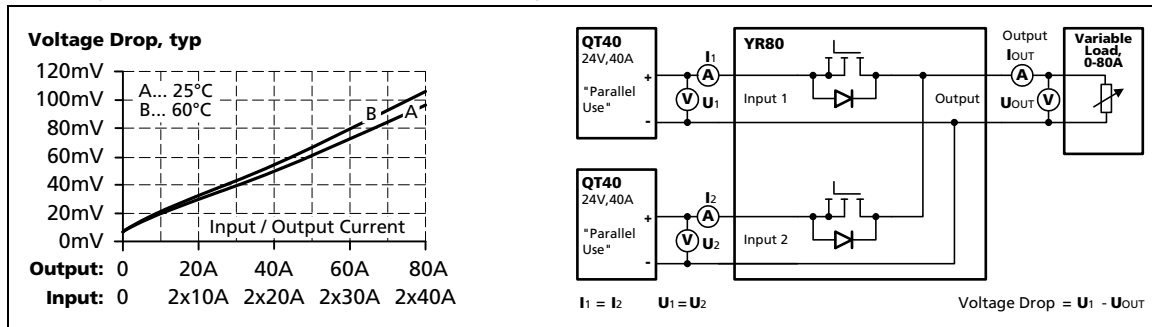 Voltage Drop, typ
120mV
100mV
80mV
60mV
40mV
20mV
0mV
A... 25°C
B... 60°C
B
A
Input / Output Current
Output: 0 20A 40A 60A 80A
Input: 0 2x10A 2x20A 2x30A 2x40A
QT40
24V,40A
"Parallel
Use"
+
-
I1
A
V U1
YR80
Input 1
Output
Output
IOUT
A
UOUT V
Variable
Load,
0-80A
QT40
24V,40A
"Parallel
Use"
+
-
I2
A
V U2
Input 2
I1 = I2 U1 = U2
Voltage Drop = U1 - UOUT